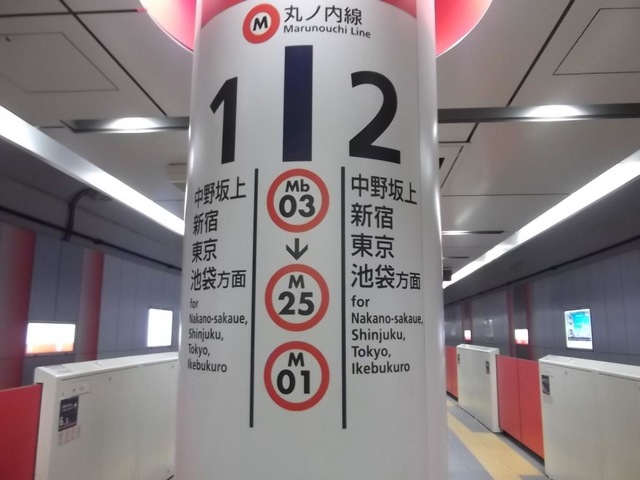 M 丸ノ内線
Marunouchi Line
1 2
中野坂上
新宿
東京
池袋方面
for
Nakano-sakaue,
Shinjuku,
Tokyo,
Ikebukuro
Mb
03
↓
M
25
M
01
中野坂上
新宿
東京
池袋方面
for
Nakano-sakaue,
Shinjuku,
Tokyo,
Ikebukuro